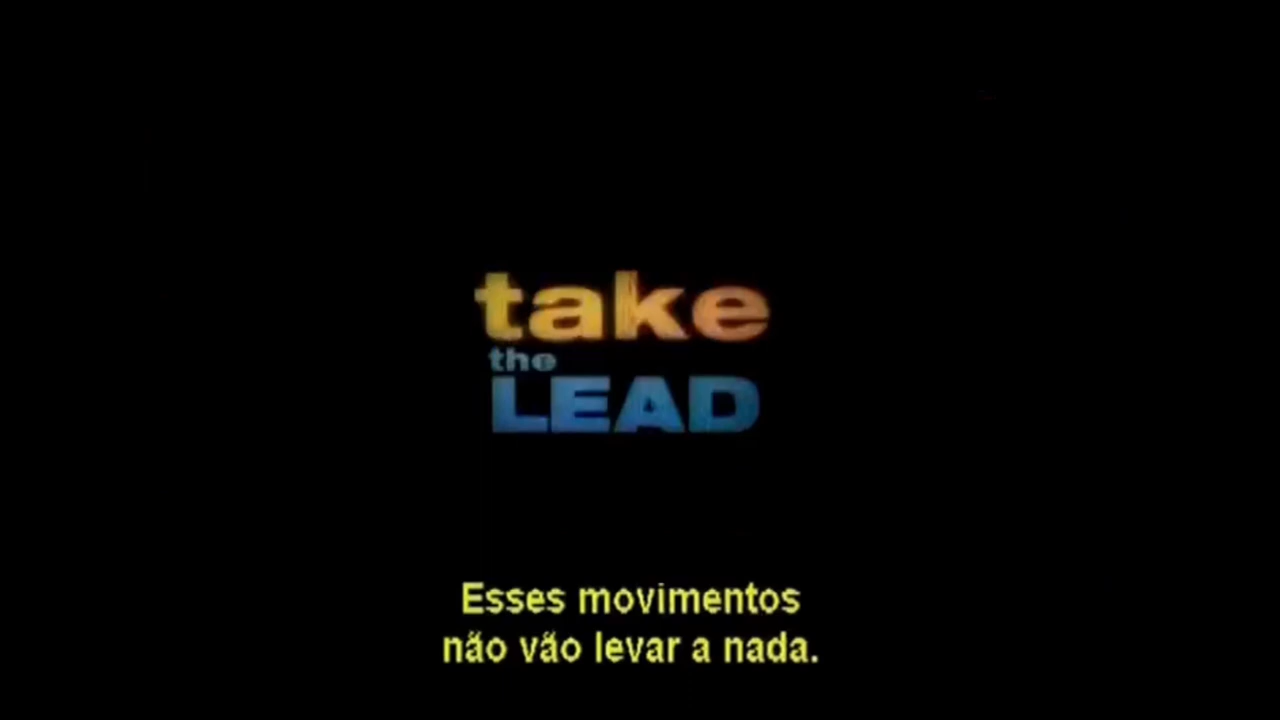 take
the
LEAD
Esses movimentos
não vão levar a nada.